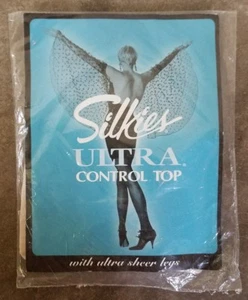 Silkies
ULTRA
CONTROL TOP
with ultra sheer legs